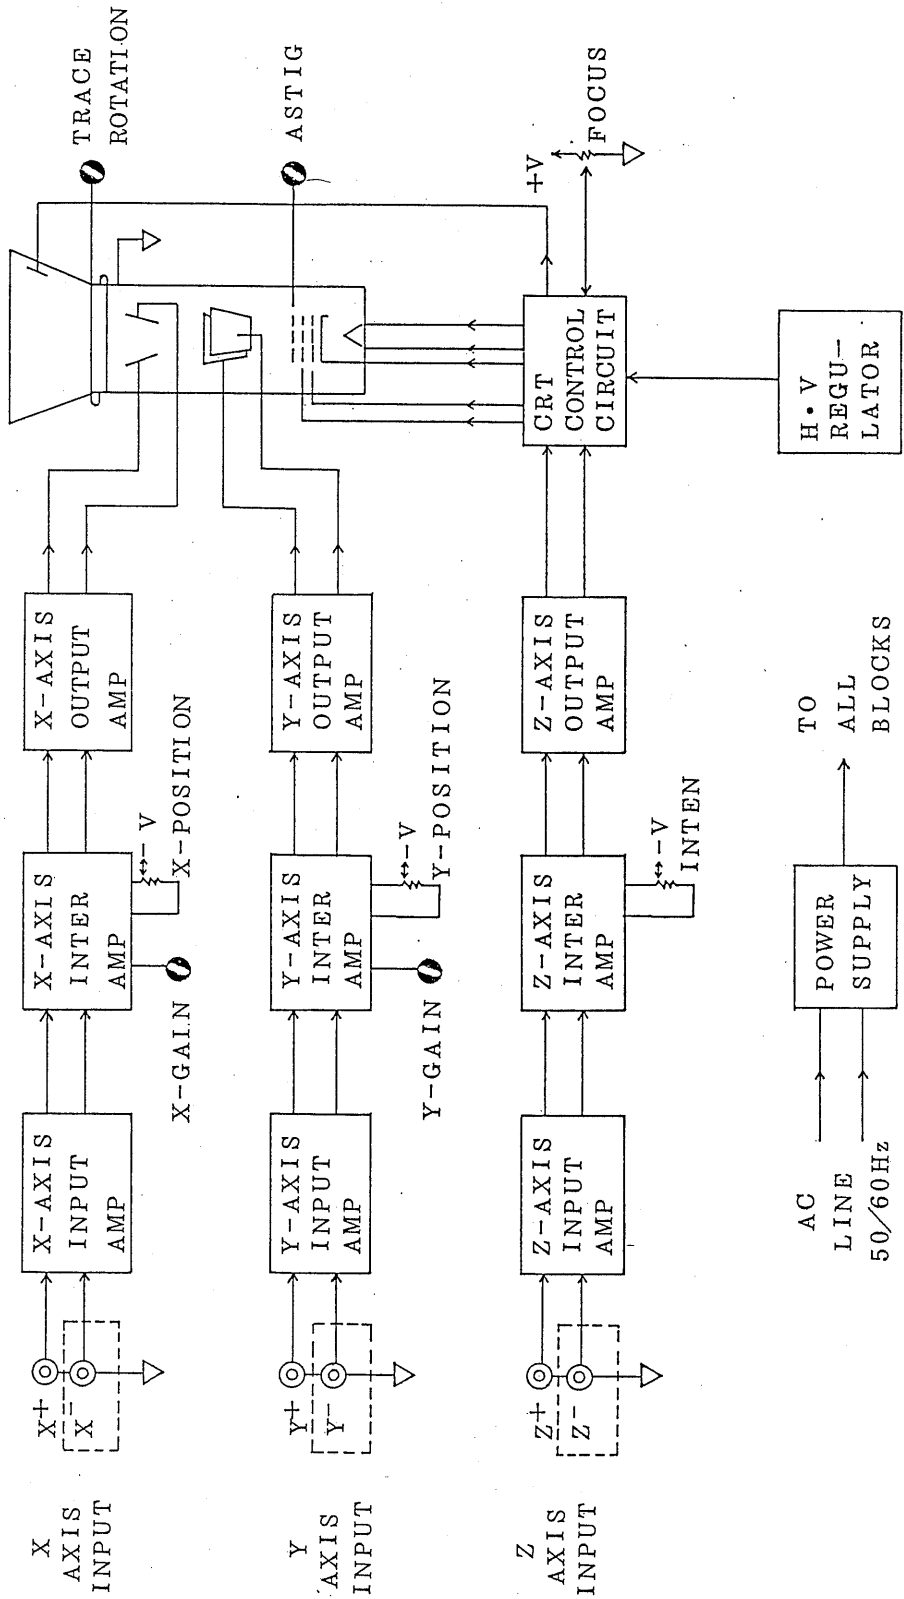 X
AXIS
INPUT
X+
X-
X-AXIS
INPUT
AMP
X-AXIS
INTER
AMP
X-GAIN
-V
X-POSITION
X-AXIS
OUTPUT
AMP
TRACE
ROTATION
Y
AXIS
INPUT
Y+
Y-
Y-AXIS
INPUT
AMP
Y-AXIS
INTER
AMP
Y-GAIN
-V
Y-POSITION
Y-AXIS
OUTPUT
AMP
ASTIG
Z
AXIS
INPUT
Z+
Z-
Z-AXIS
INPUT
AMP
Z-AXIS
INTER
AMP
-V
INTEN
Z-AXIS
OUTPUT
AMP
CRT
CONTROL
CIRCUIT
+V
FOCUS
AC
LINE
50/60Hz
POWER
SUPPLY
TO
ALL
BLOCKS
H•V
REGU-
LATOR